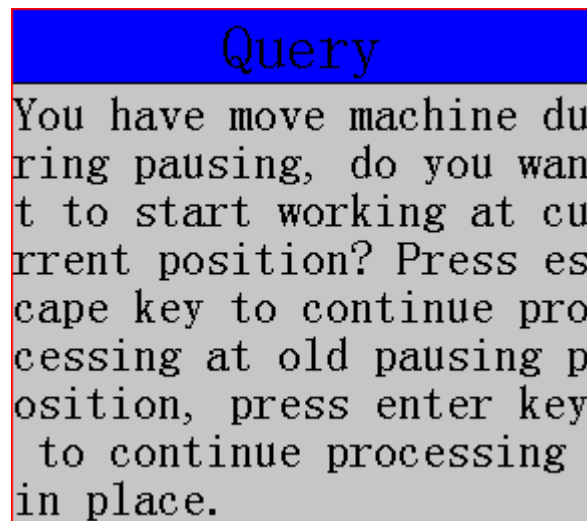 Query
You have move machine du
ring pausing, do you wan
t to start working at cu
rrent position? Press es
cape key to continue pro
cessing at old pausing p
osition, press enter key
 to continue processing
in place.